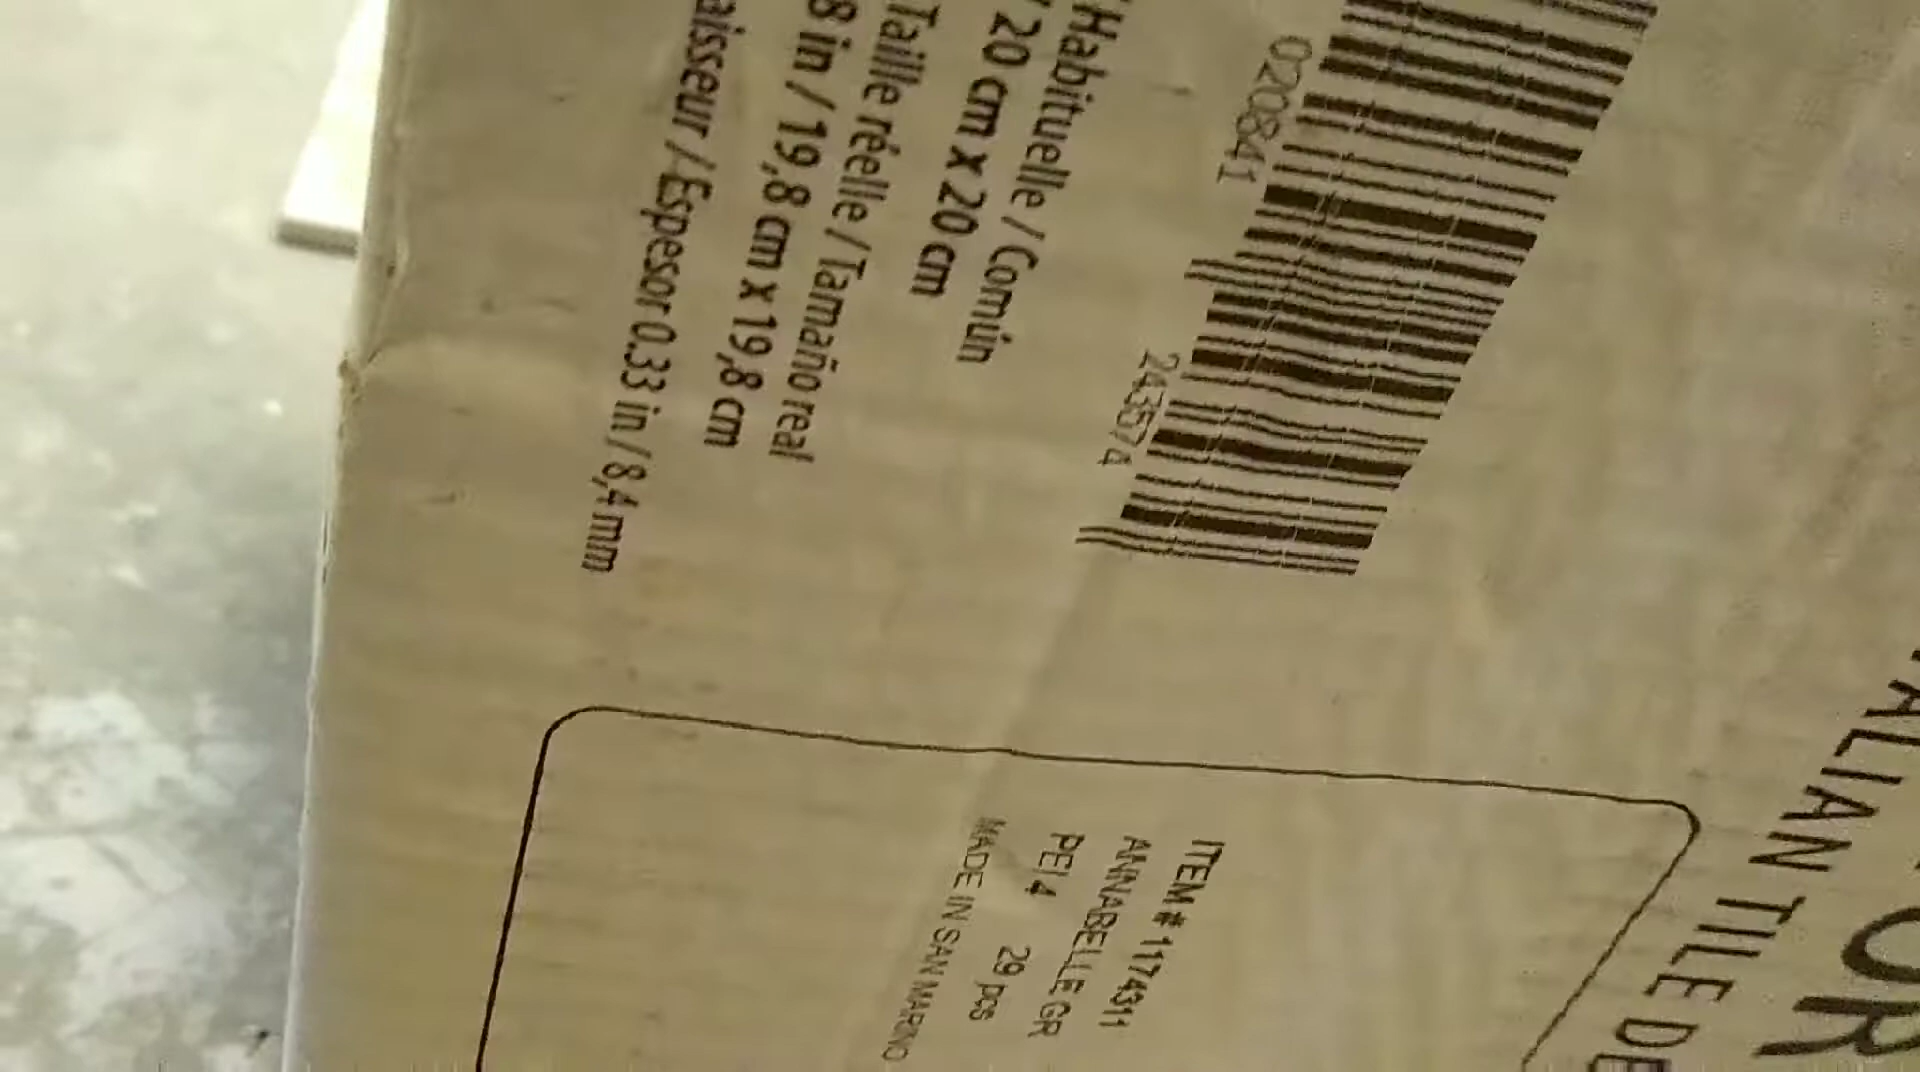 Habituelle / Común
/ 20 cm x 20 cm
Taille réelle / Tamaño real
8 in / 19,8 cm x 19,8 cm
aisseur / Espesor 0.33 in / 8,4 mm
020841 243574
ALIAN TILE DE
OR
ITEM # 1174311
ANNABELLE GR
PEI 4 29 pcs
MADE IN SAN MARINO